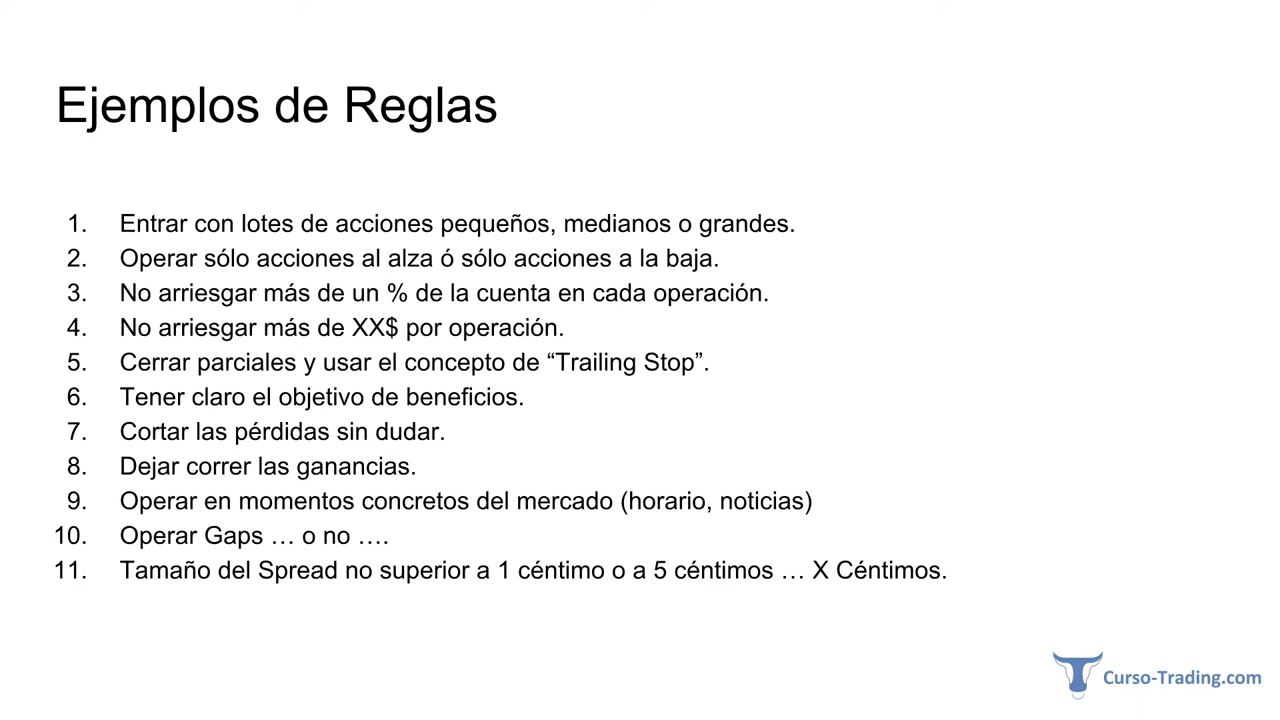 Ejemplos de Reglas
1. Entrar con lotes de acciones pequeños, medianos o grandes.
2. Operar sólo acciones al alza ó sólo acciones a la baja.
3. No arriesgar más de un % de la cuenta en cada operación.
4. No arriesgar más de XX$ por operación.
5. Cerrar parciales y usar el concepto de “Trailing Stop”.
6. Tener claro el objetivo de beneficios.
7. Cortar las pérdidas sin dudar.
8. Dejar correr las ganancias.
9. Operar en momentos concretos del mercado (horario, noticias)
10. Operar Gaps … o no ….
11. Tamaño del Spread no superior a 1 céntimo o a 5 céntimos … X Céntimos.
Curso-Trading.com